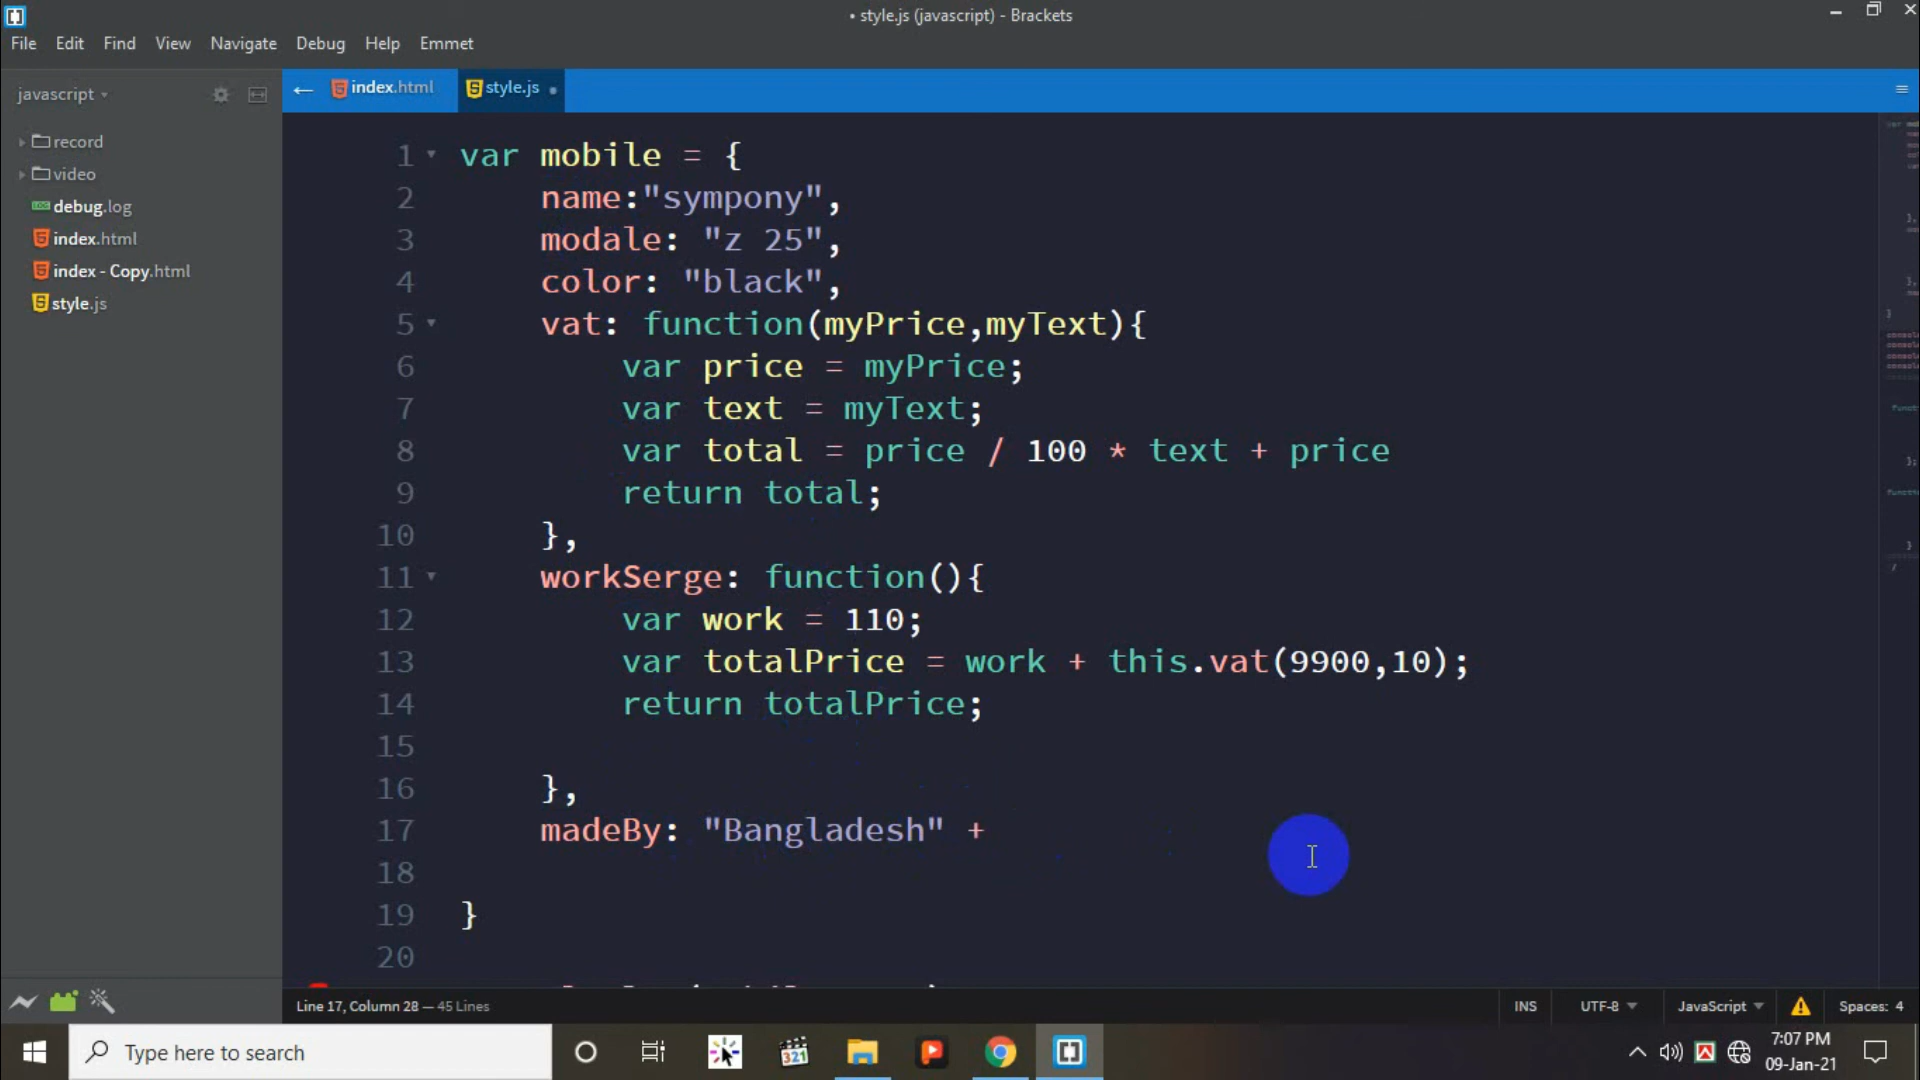 • style.js (javascript) - Brackets
File Edit Find View Navigate Debug Help Emmet
javascript
index.html
style.js
record
video
debug.log
index.html
index - Copy.html
style.js
1 var mobile = {
2 name:"sympony",
3 modale: "z 25",
4 color: "black",
5 vat: function(myPrice,myText){
6 var price = myPrice;
7 var text = myText;
8 var total = price / 100 * text + price
9 return total;
10 },
11 workSerge: function(){
12 var work = 110;
13 var totalPrice = work + this.vat(9900,10);
14 return totalPrice;
15
16 },
17 madeBy: "Bangladesh" +
18
19 }
20
Line 17, Column 28 — 45 Lines
INS UTF-8 JavaScript Spaces: 4
Type here to search
321
7:07 PM
09-Jan-21